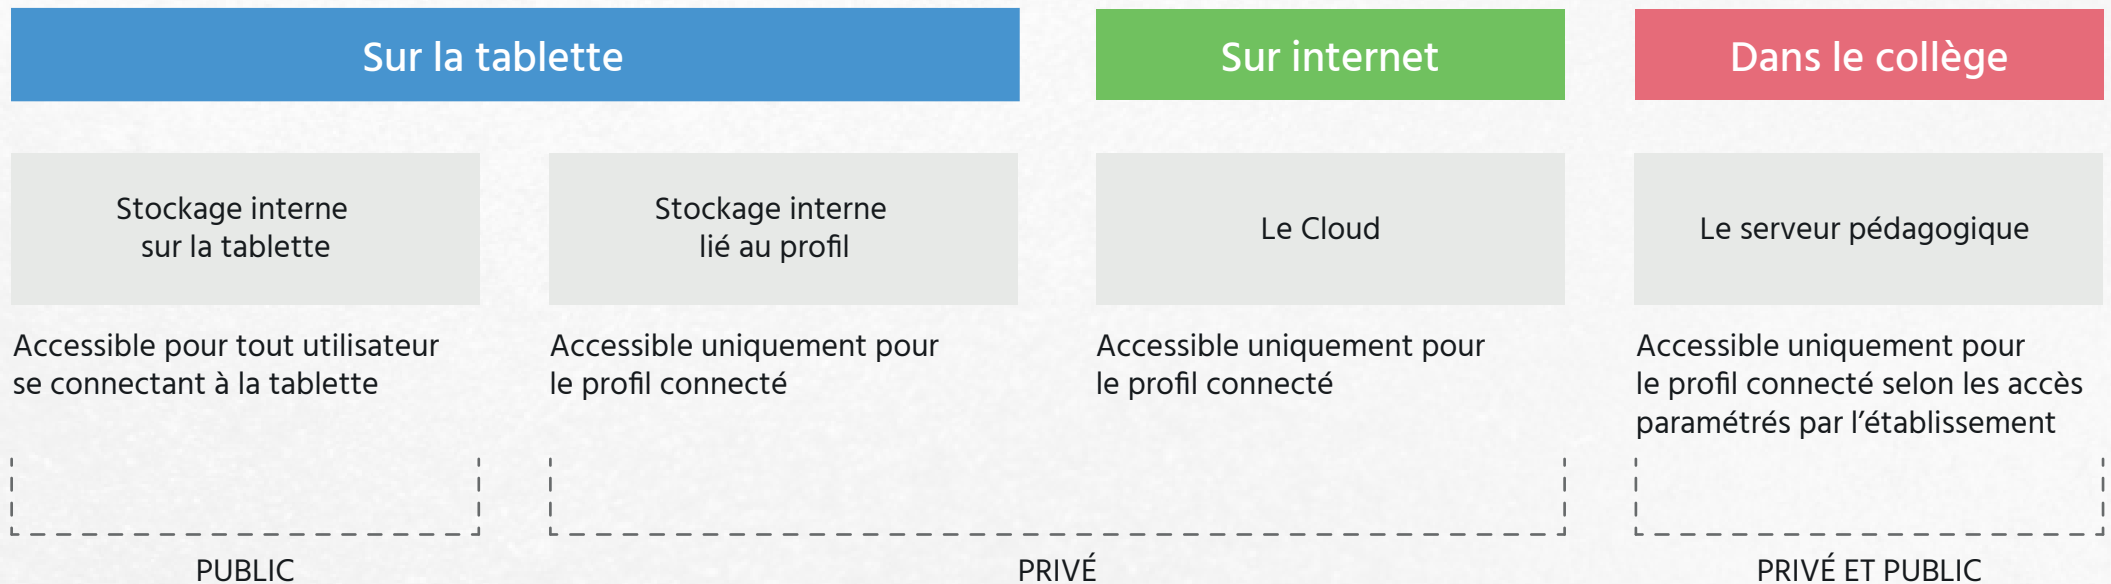 Sur la tablette
Sur internet
Dans le collège
Stockage interne
sur la tablette
Stockage interne
lié au profil
Le Cloud
Le serveur pédagogique
Accessible pour tout utilisateur
se connectant à la tablette
Accessible uniquement pour
le profil connecté
Accessible uniquement pour
le profil connecté
Accessible uniquement pour
le profil connecté selon les accès
paramétrés par l’établissement
PUBLIC
PRIVÉ
PRIVÉ ET PUBLIC